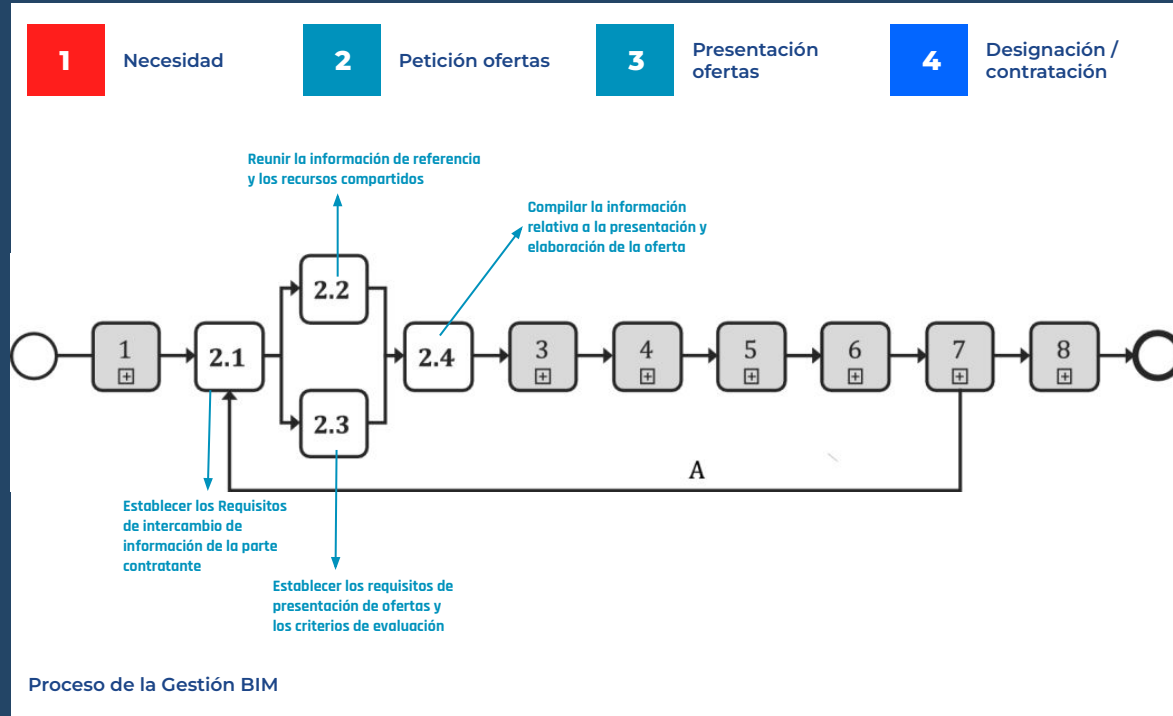 1
Necesidad
2
Petición ofertas
3
Presentación
ofertas
4
Designación /
contratación
Reunir la información de referencia
y los recursos compartidos
Compilar la información
relativa a la presentación y
elaboración de la oferta
2.2
1
2.1
2.4
3
4
5
6
7
8
2.3
A
Establecer los Requisitos
de intercambio de
información de la parte
contratante
Establecer los requisitos de
presentación de ofertas y
los criterios de evaluación
Proceso de la Gestión BIM